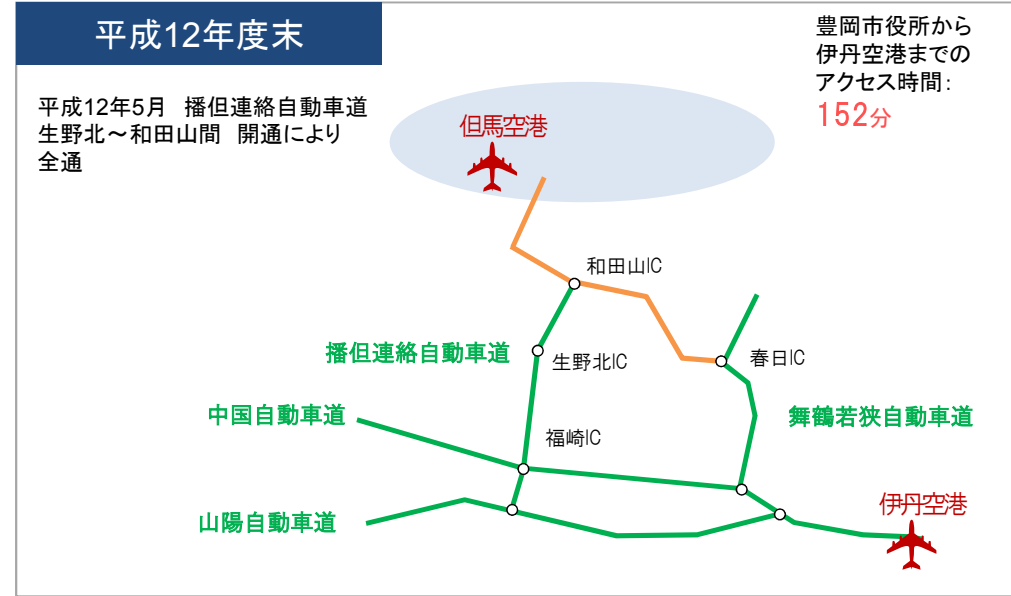 平成12年度末
豊岡市役所から
伊丹空港までの
アクセス時間：
152分
平成12年5月　播但連絡自動車道
生野北～和田山間　開通により
全通
但馬空港
和田山IC
播但連絡自動車道
生野北IC
春日IC
中国自動車道
舞鶴若狭自動車道
福崎IC
山陽自動車道
伊丹空港